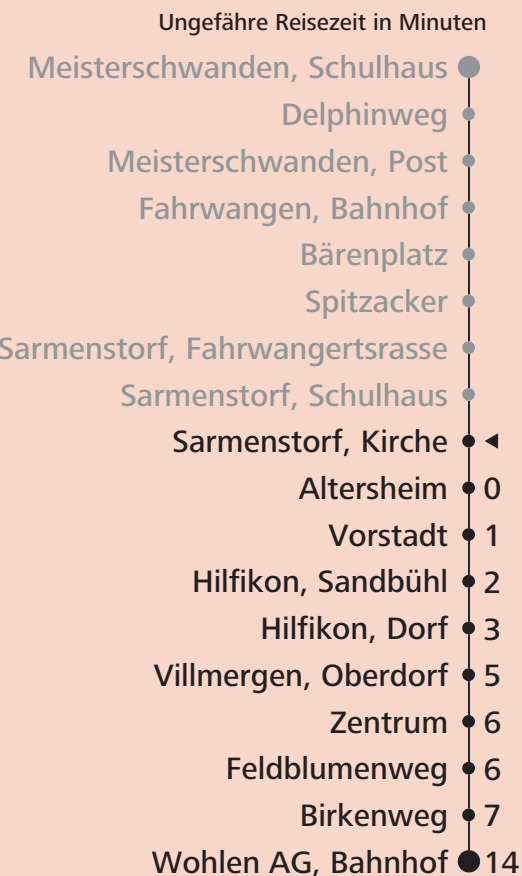 Ungefähre Reisezeit in Minuten
Meisterschwanden, Schulhaus
Delphinweg
Meisterschwanden, Post
Fahrwangen, Bahnhof
Bärenplatz
Spitzacker
Sarmenstorf, Fahrwangertsrasse
Sarmenstorf, Schulhaus
Sarmenstorf, Kirche
Altersheim 0
Vorstadt 1
Hilfikon, Sandbühl 2
Hilfikon, Dorf 3
Villmergen, Oberdorf 5
Zentrum 6
Feldblumenweg 6
Birkenweg 7
Wohlen AG, Bahnhof 14